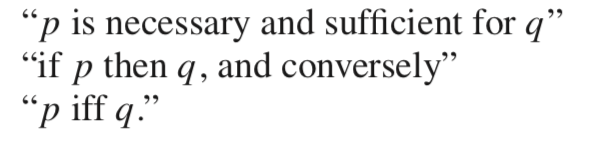 “p is necessary and sufficient for q”
“if p then q, and conversely”
“p iff q.”